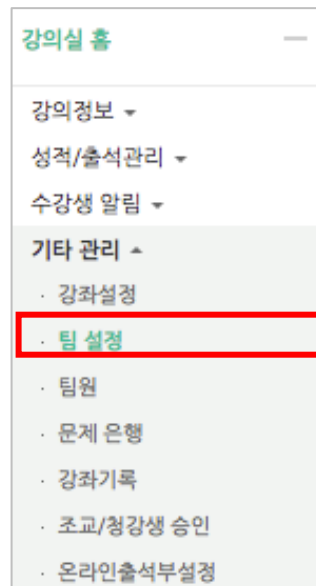 강의실 홈
강의정보
성적/출석관리
수강생 알림
기타 관리
· 강좌설정
· 팀 설정
· 팀원
· 문제 은행
· 강좌기록
· 조교/청강생 승인
· 온라인출석부설정